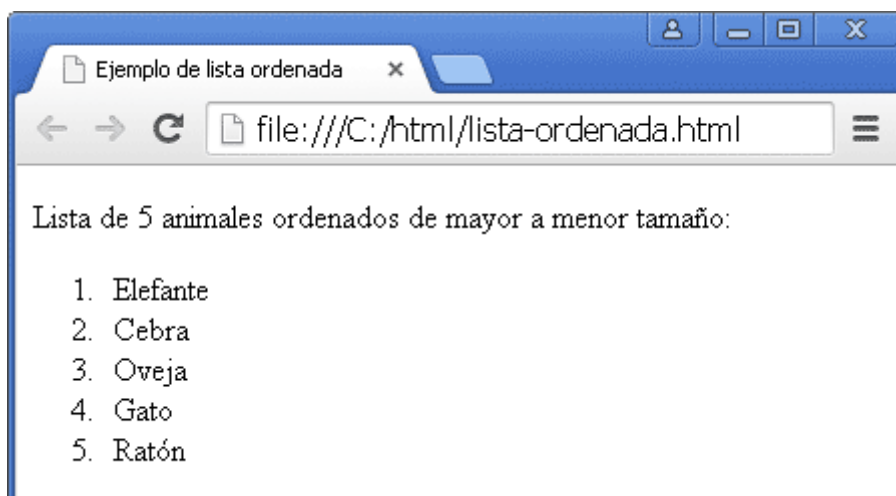 Ejemplo de lista ordenada
file:///C:/html/lista-ordenada.html
Lista de 5 animales ordenados de mayor a menor tamaño:
1. Elefante
2. Cebra
3. Oveja
4. Gato
5. Ratón